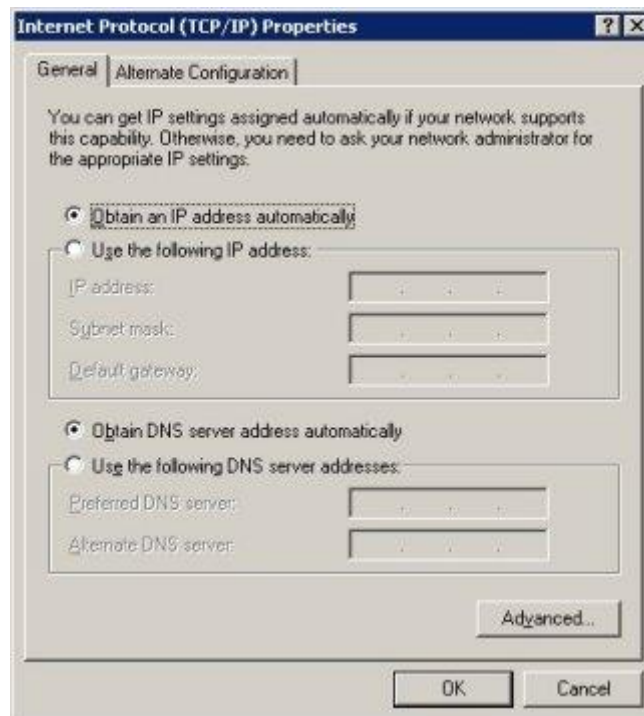 Internet Protocol (TCP/IP) Properties
General
Alternate Configuration
You can get IP settings assigned automatically if your network supports
this capability. Otherwise, you need to ask your network administrator for
the appropriate IP settings.
Obtain an IP address automatically
Use the following IP address:
IP address:
Subnet mask:
Default gateway:
Obtain DNS server address automatically
Use the following DNS server addresses:
Preferred DNS server:
Alternate DNS server:
Advanced...
OK
Cancel